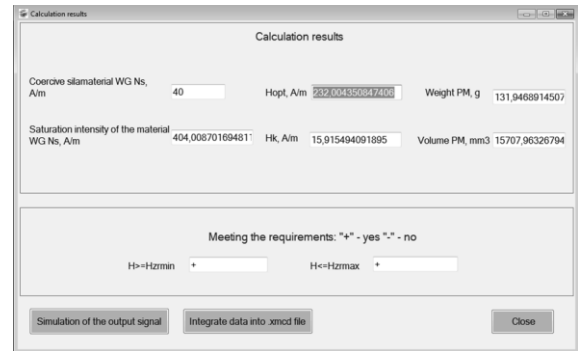 Calculation results
Calculation results
Coercive silamaterial WG Ns, A/m
40
Hopt, A/m
232,004350847406
Weight PM, g
131,9468914507
Saturation intensity of the material WG Ns, A/m
404,008701694811
Hk, A/m
15,915494091895
Volume PM, mm3
15707,96326794
Meeting the requirements: "+" - yes "-" - no
H>=Hzrmin
+
H<=Hzrmax
+
Simulation of the output signal
Integrate data into .xmcd file
Close